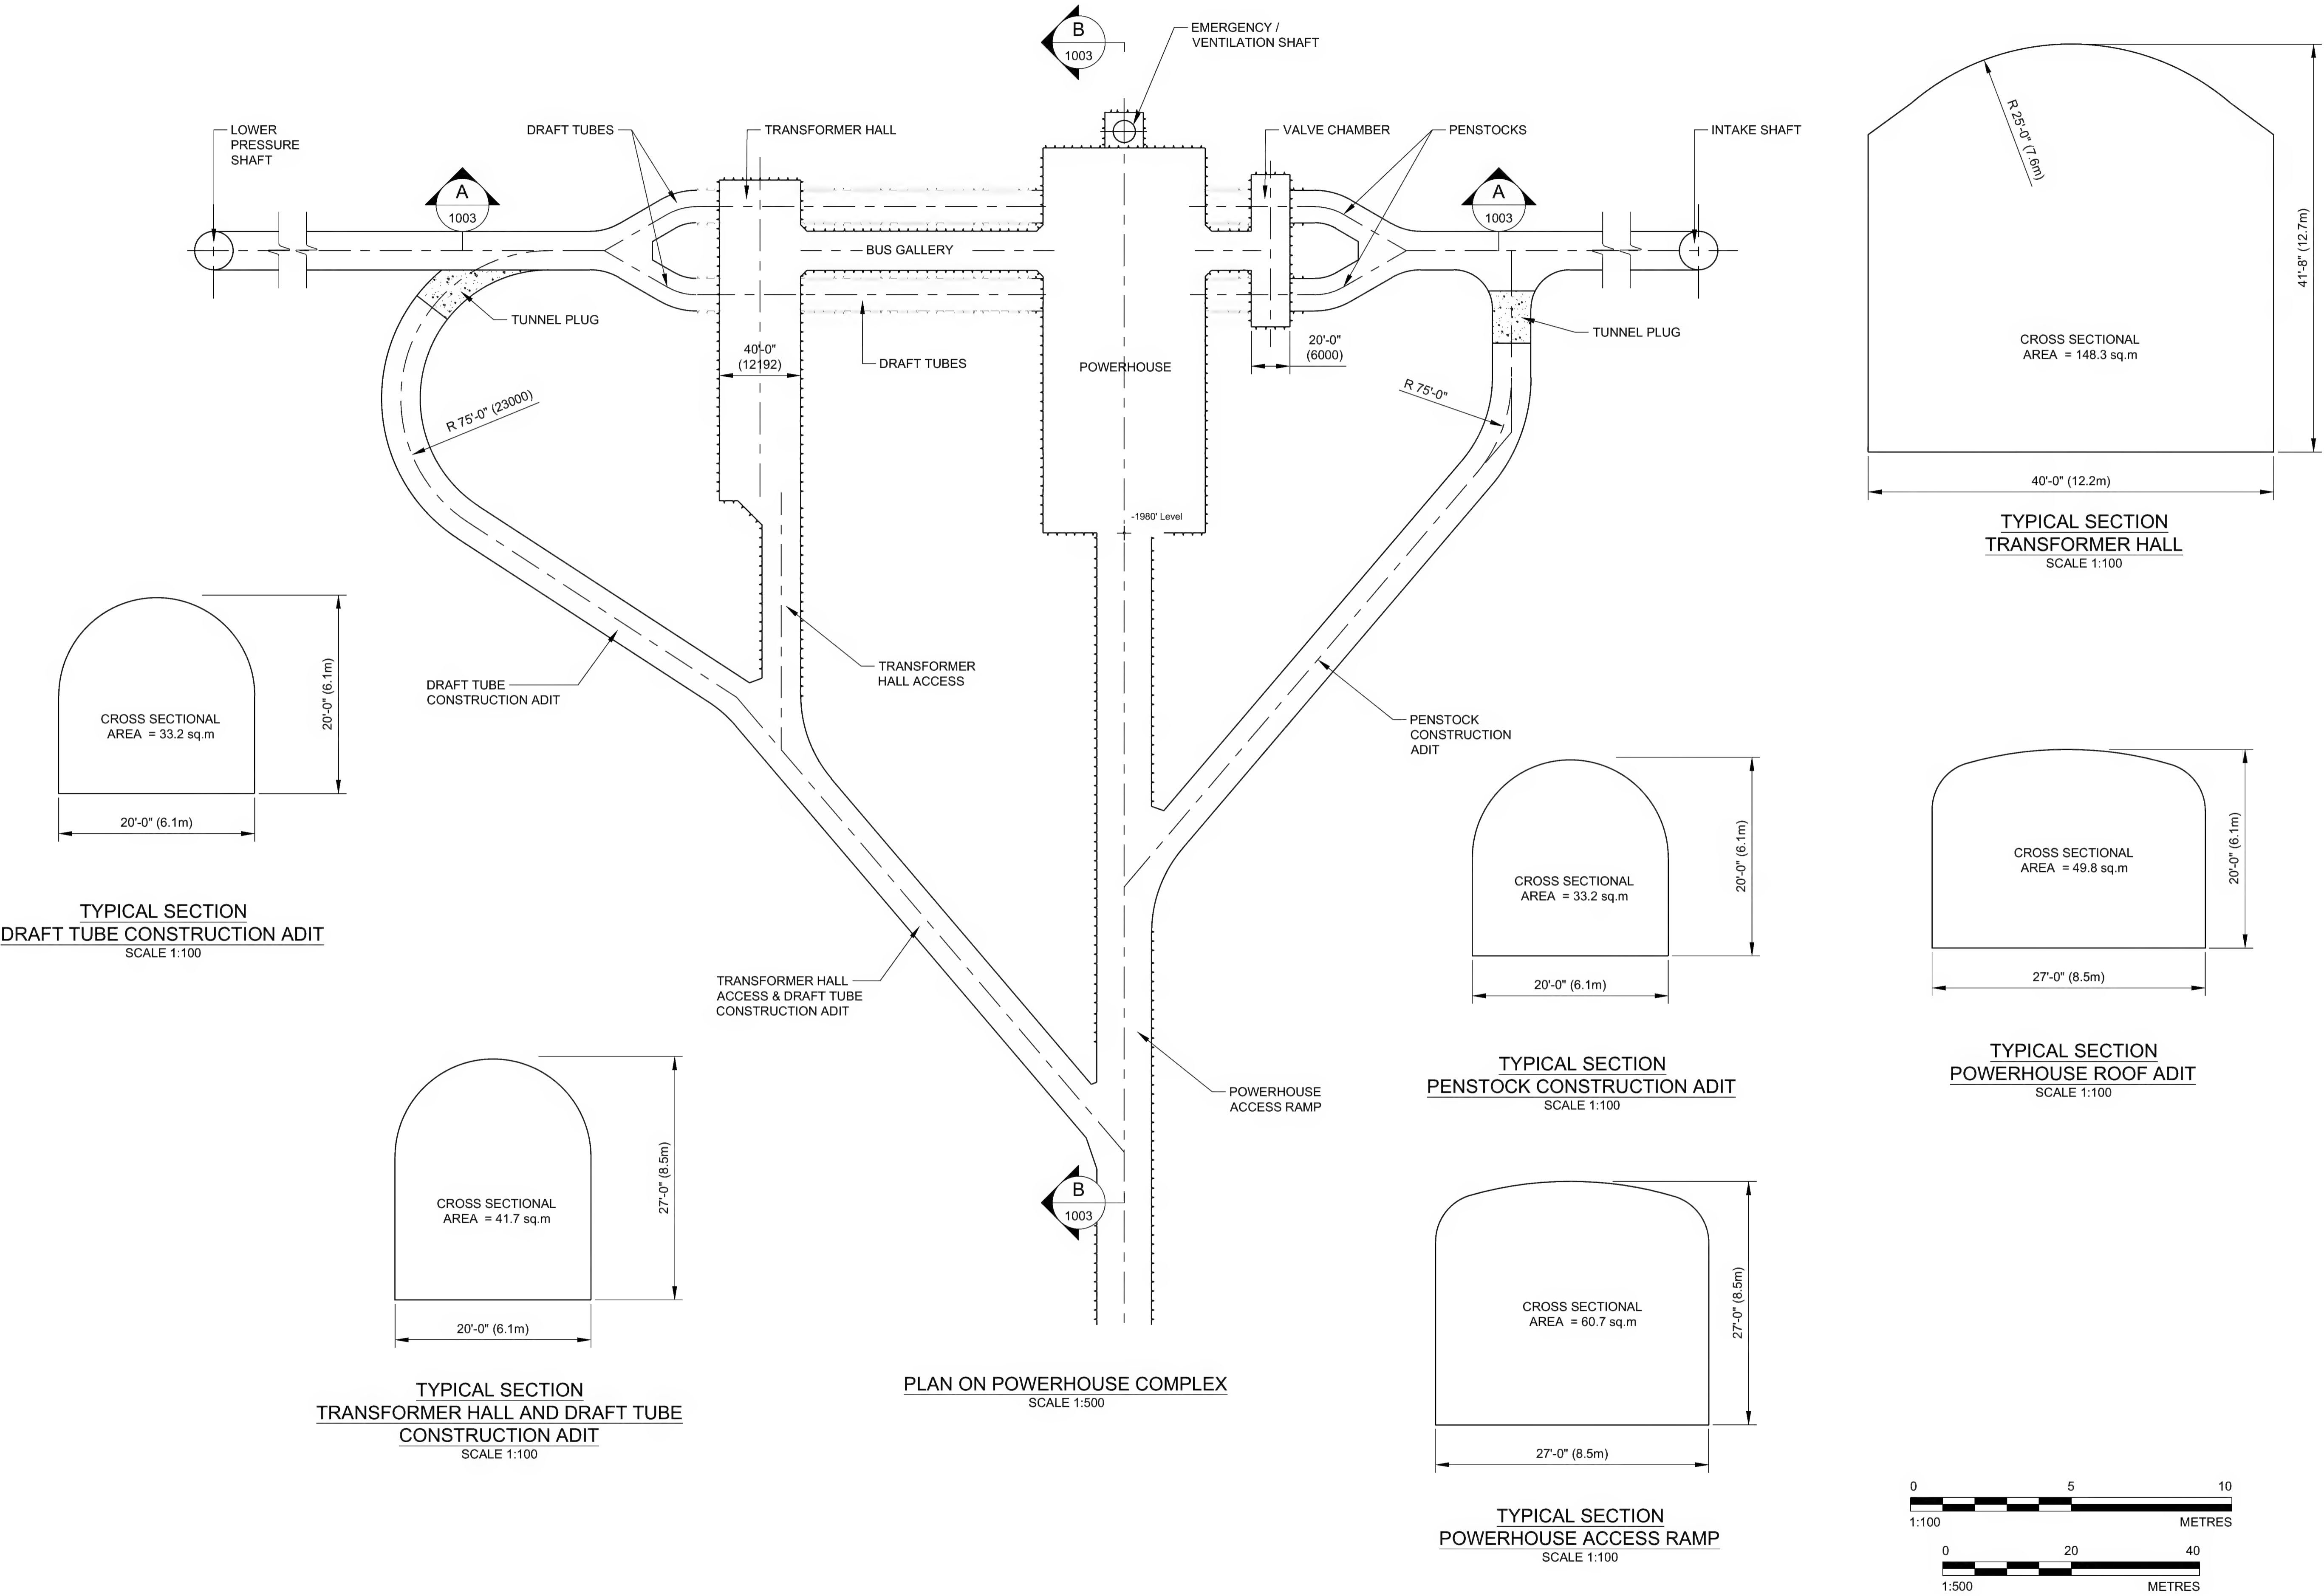 B
1003
EMERGENCY /
VENTILATION SHAFT
LOWER
PRESSURE
SHAFT
DRAFT TUBES
TRANSFORMER HALL
VALVE CHAMBER
PENSTOCKS
INTAKE SHAFT
R 25'-0" (7.6m)
A
1003
A
1003
BUS GALLERY
41'-8" (12.7m)
TUNNEL PLUG
TUNNEL PLUG
40'-0"
(12192)
DRAFT TUBES
POWERHOUSE
20'-0"
(6000)
CROSS SECTIONAL
AREA = 148.3 sq.m
R 75'-0" (23000)
R 75'-0"
40'-0" (12.2m)
-1980' Level
TYPICAL SECTION
TRANSFORMER HALL
SCALE 1:100
CROSS SECTIONAL
AREA = 33.2 sq.m
20'-0" (6.1m)
20'-0" (6.1m)
TYPICAL SECTION
DRAFT TUBE CONSTRUCTION ADIT
SCALE 1:100
DRAFT TUBE
CONSTRUCTION ADIT
TRANSFORMER
HALL ACCESS
PENSTOCK
CONSTRUCTION
ADIT
CROSS SECTIONAL
AREA = 33.2 sq.m
20'-0" (6.1m)
20'-0" (6.1m)
TYPICAL SECTION
PENSTOCK CONSTRUCTION ADIT
SCALE 1:100
CROSS SECTIONAL
AREA = 49.8 sq.m
20'-0" (6.1m)
27'-0" (8.5m)
TYPICAL SECTION
POWERHOUSE ROOF ADIT
SCALE 1:100
TRANSFORMER HALL
ACCESS & DRAFT TUBE
CONSTRUCTION ADIT
POWERHOUSE
ACCESS RAMP
B
1003
CROSS SECTIONAL
AREA = 41.7 sq.m
27'-0" (8.5m)
20'-0" (6.1m)
TYPICAL SECTION
TRANSFORMER HALL AND DRAFT TUBE
CONSTRUCTION ADIT
SCALE 1:100
PLAN ON POWERHOUSE COMPLEX
SCALE 1:500
CROSS SECTIONAL
AREA = 60.7 sq.m
27'-0" (8.5m)
27'-0" (8.5m)
TYPICAL SECTION
POWERHOUSE ACCESS RAMP
SCALE 1:100
0 5 10
1:100 METRES
0 20 40
1:500 METRES